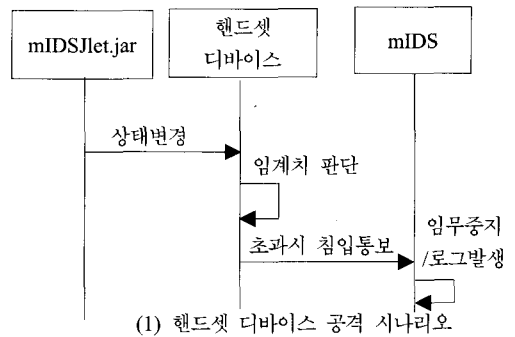 mIDSJlet.jar
핸드셋
디바이스
mIDS
상태변경
임계치 판단
초과시 침입통보
임무중지
/로그발생
(1) 핸드셋 디바이스 공격 시나리오